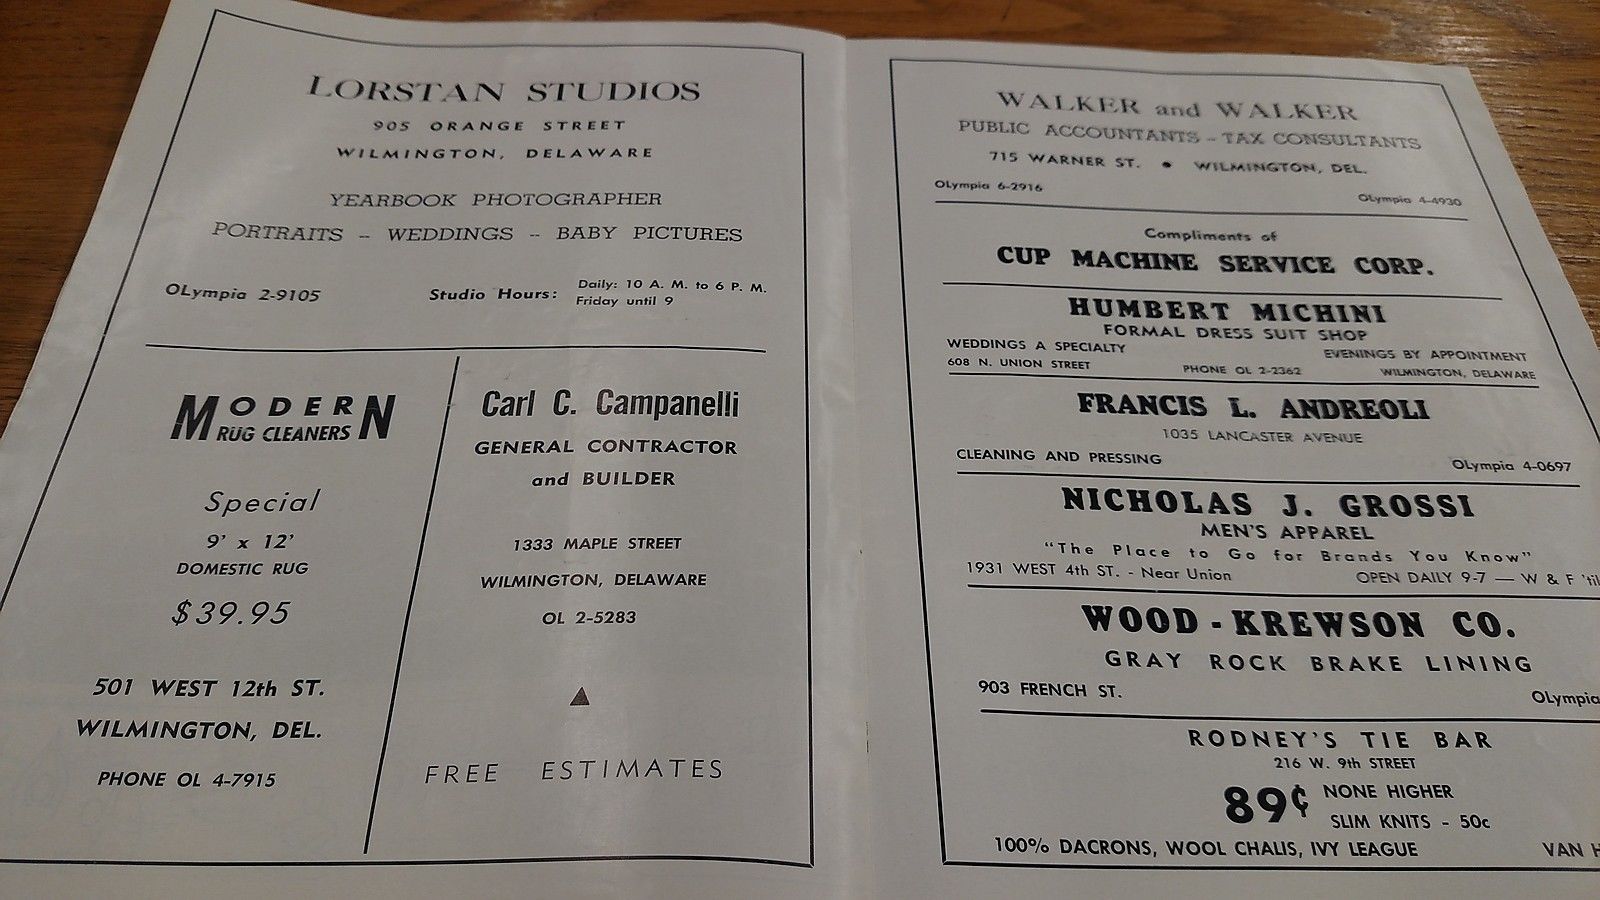 LORSTAN STUDIOS
905 ORANGE STREET
WILMINGTON, DELAWARE
YEARBOOK PHOTOGRAPHER
PORTRAITS -- WEDDINGS -- BABY PICTURES
OLympia 2-9105
Studio Hours:
Daily: 10 A. M. to 6 P. M.
Friday until 9
MODERN
RUG CLEANERS
Special
9' x 12'
DOMESTIC RUG
$39.95
501 WEST 12th ST.
WILMINGTON, DEL.
PHONE OL 4-7915
Carl C. Campanelli
GENERAL CONTRACTOR
and BUILDER
1333 MAPLE STREET
WILMINGTON, DELAWARE
OL 2-5283
FREE ESTIMATES
WALKER and WALKER
PUBLIC ACCOUNTANTS - TAX CONSULTANTS
715 WARNER ST. • WILMINGTON, DEL.
OLympia 6-2916 OLympia 4-4930
Compliments of
CUP MACHINE SERVICE CORP.
HUMBERT MICHINI
FORMAL DRESS SUIT SHOP
WEDDINGS A SPECIALTY EVENINGS BY APPOINTMENT
608 N. UNION STREET PHONE OL 2-2362 WILMINGTON, DELAWARE
FRANCIS L. ANDREOLI
1035 LANCASTER AVENUE
CLEANING AND PRESSING OLympia 4-0697
NICHOLAS J. GROSSI
MEN'S APPAREL
"The Place to Go for Brands You Know"
1931 WEST 4th ST. - Near Union OPEN DAILY 9-7 — W & F 'til
WOOD - KREWSON CO.
GRAY ROCK BRAKE LINING
903 FRENCH ST. OLympia
RODNEY'S TIE BAR
216 W. 9th STREET
89¢ NONE HIGHER
SLIM KNITS - 50c
100% DACRONS, WOOL CHALIS, IVY LEAGUE VAN H